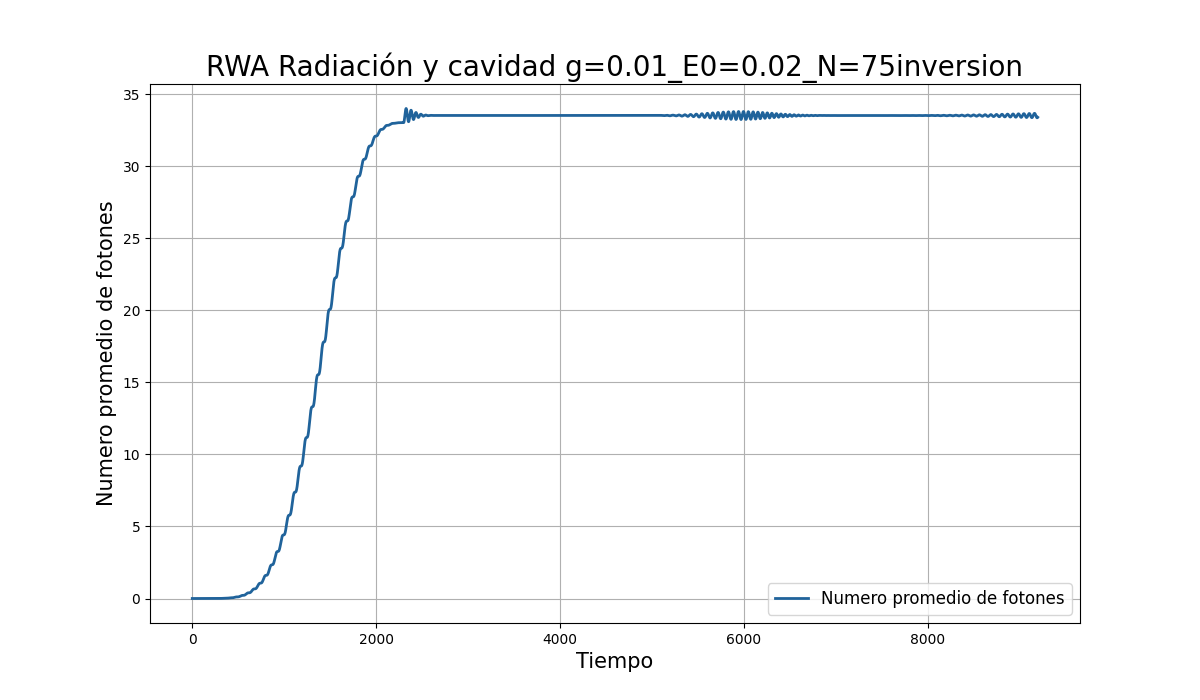 RWA Radiación y cavidad g=0.01_E0=0.02_N=75inversion
35
30
25
20
15
10
5
0
Numero promedio de fotones
Numero promedio de fotones
0 2000 4000 6000 8000
Tiempo